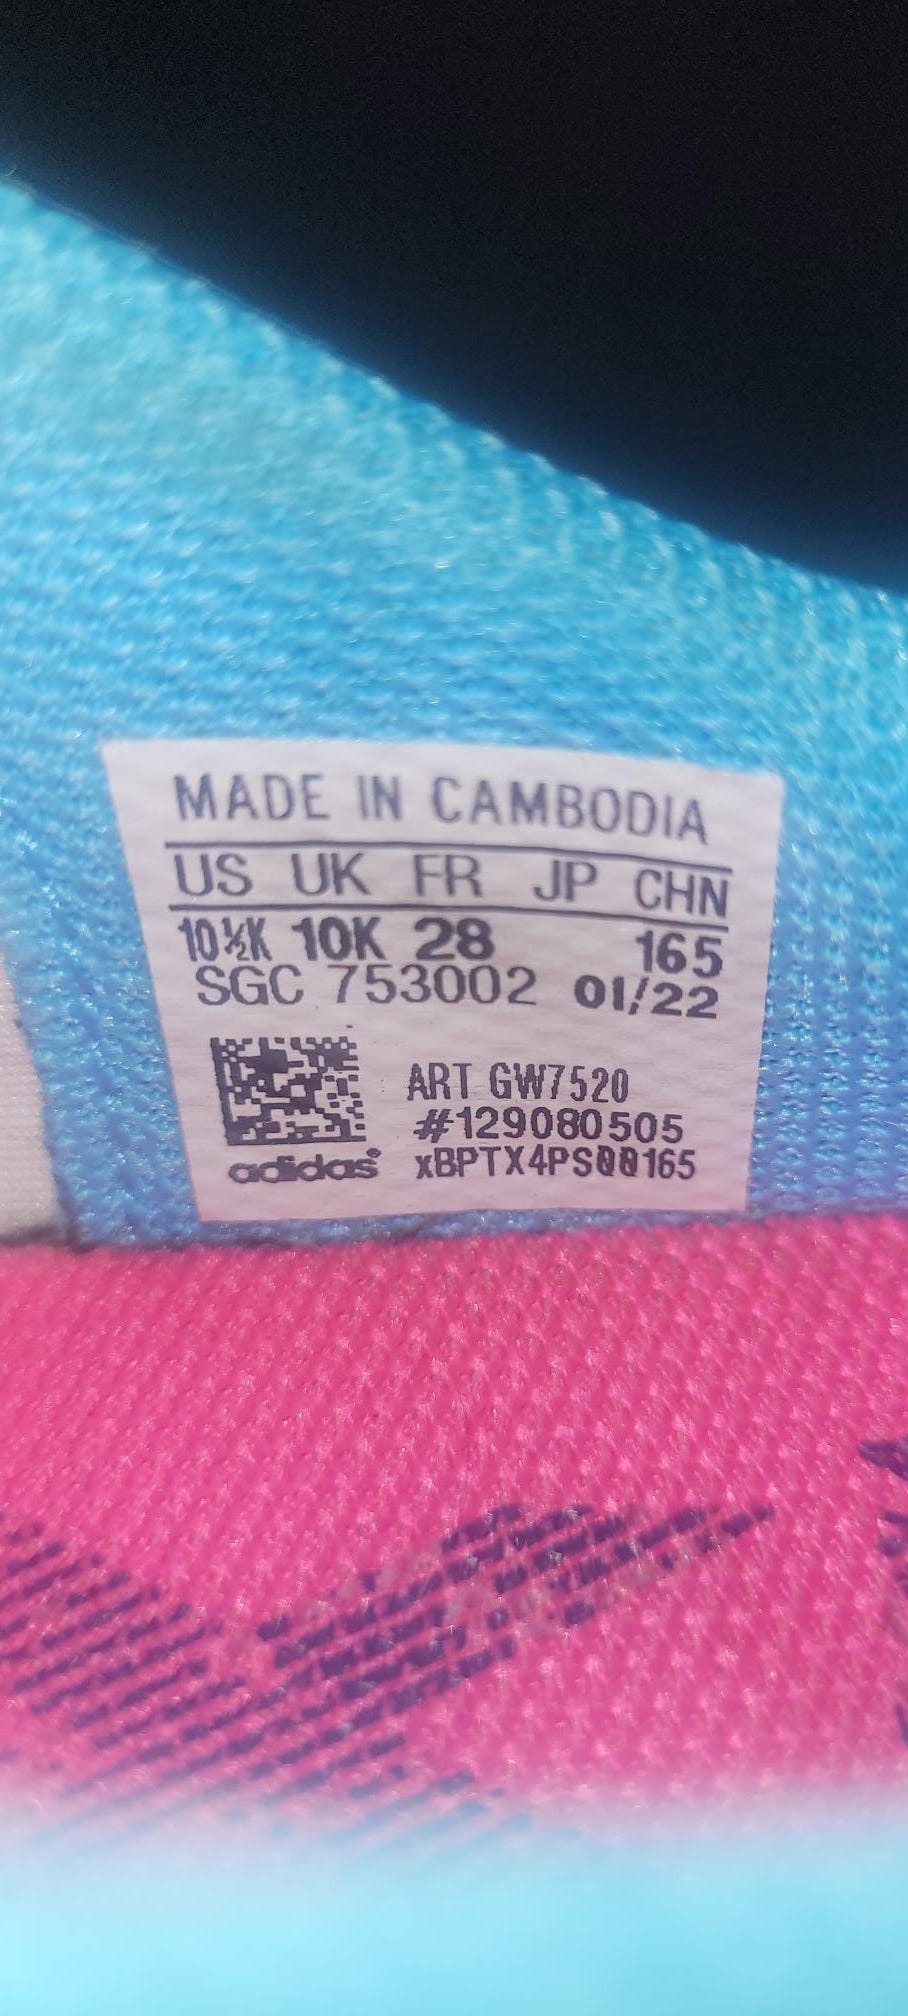 MADE IN CAMBODIA
US UK FR JP CHN
10½K 10K 28 165
SGC 753002 01/22
ART GW7520
#129080505
adidas® xBPTX4PS00165